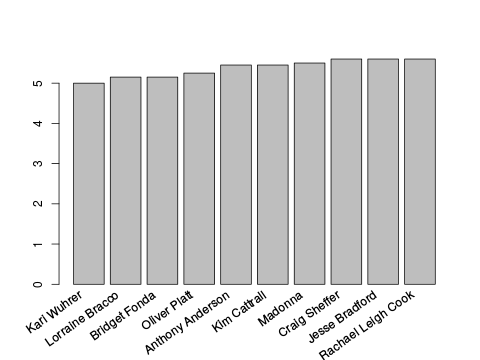 5
4
3
2
1
0
Kari Wuhrer
Lorraine Bracco
Bridget Fonda
Oliver Platt
Anthony Anderson
Kim Cattrall
Madonna
Craig Sheffer
Jesse Bradford
Rachael Leigh Cook